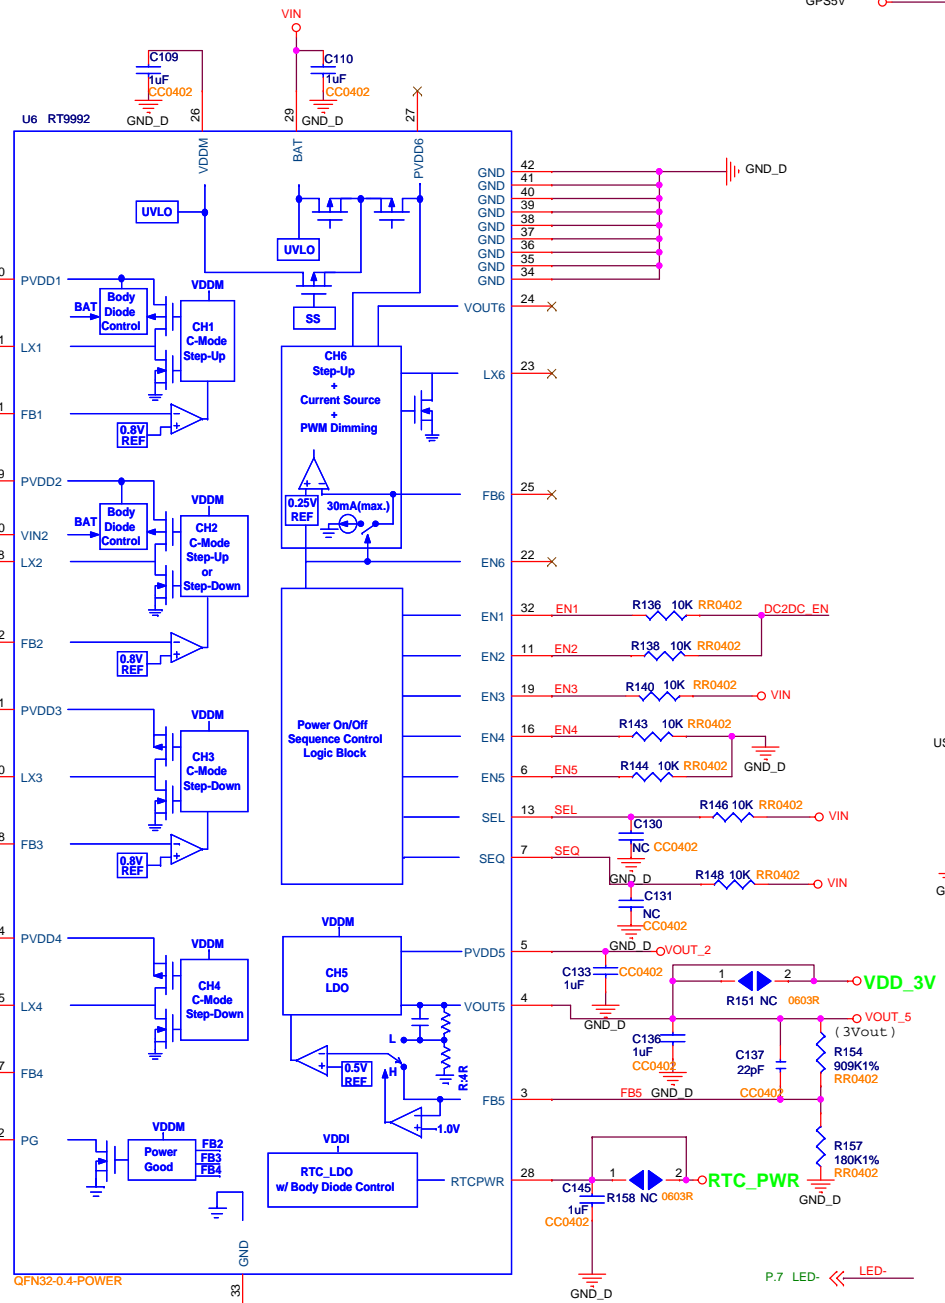 GPS5V
VIN
C109
1uF
CC0402
GND_D
C110
1uF
CC0402
GND_D
26
29
27
U6 RT9992
VDDM
BAT
PVDD6
UVLO
UVLO
SS
GND 42
GND 41
GND 40
GND 39
GND 38
GND 37
GND 36
GND 35
GND 34
GND_D
VOUT6 24
LX6 23
FB6 25
EN6 22
PVDD1
LX1
FB1
BAT
Body
Diode
Control
VDDM
CH1
C-Mode
Step-Up
0.8V
REF
CH6
Step-Up
+
Current Source
+
PWM Dimming
0.25V
REF
30mA(max.)
PVDD2
VIN2
LX2
FB2
BAT
Body
Diode
Control
VDDM
CH2
C-Mode
Step-Up
or
Step-Down
0.8V
REF
Power On/Off
Sequence Control
Logic Block
EN1 32 EN1 R136 10K RR0402 DC2DC_EN
EN2 11 EN2 R138 10K RR0402
EN3 19 EN3 R140 10K RR0402 VIN
EN4 16 EN4 R143 10K RR0402
GND_D
EN5 6 EN5 R144 10K RR0402
SEL 13 SEL R146 10K RR0402 VIN
C130
NC CC0402
GND_D
SEQ 7 SEQ R148 10K RR0402 VIN
C131
NC
CC0402
GND_D
PVDD3
LX3
FB3
VDDM
CH3
C-Mode
Step-Down
0.8V
REF
PVDD4
LX4
FB4
VDDM
CH4
C-Mode
Step-Down
VDDM
CH5
LDO
L
H
0.5V
REF
R:4R
1.0V
PVDD5 5 VOUT_2
C133
1uF
CC0402
GND_D
VOUT5 4
1 2
R151 NC 0603R
VDD_3V
VOUT_5
(3Vout)
C136
1uF
CC0402
GND_D
C137
22pF
CC0402
R154
909K1%
RR0402
FB5 3 FB5
R157
180K1%
RR0402
GND_D
PG
VDDM
Power
Good
FB2
FB3
FB4
VDDI
RTC_LDO
w/ Body Diode Control
RTCPWR 28
1 2
R158 NC 0603R
RTC_PWR
C145
1uF
CC0402
GND_D
GND
33
QFN32-0.4-POWER
P.7 LED- LED-